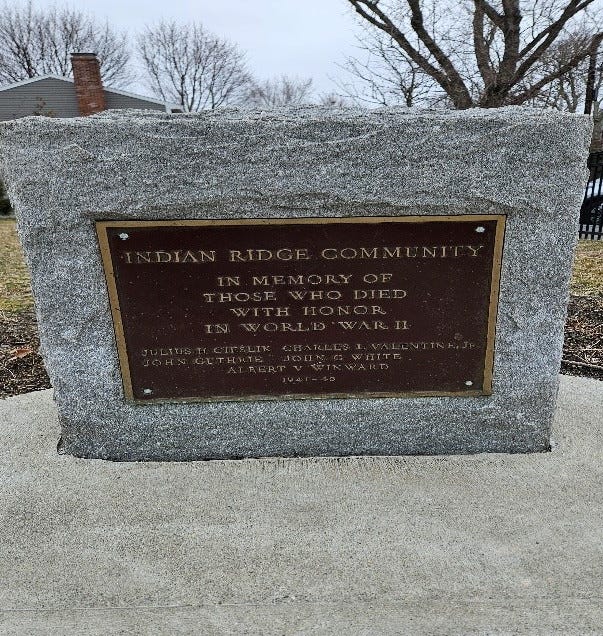 INDIAN RIDGE COMMUNITY
IN MEMORY OF
THOSE WHO DIED
WITH HONOR
IN WORLD WAR II
JULIUS H. CHARLES I. VALENTINE, JR.
JOHN GUTHRIE JOHN G. WHITE
ALBERT V. WINWARD